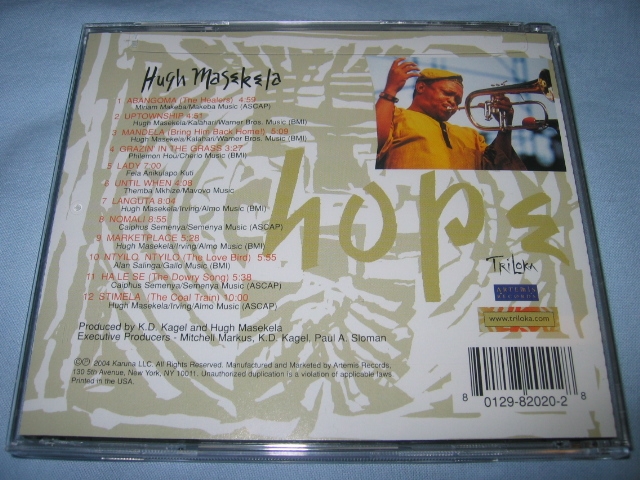 Hugh Masekela
1 ABANGOMA (The Healers) 4:59
Miriam Makeba/Makeba Music (ASCAP)
2 UPTOWNSHIP 4:51
Hugh Masekela/Kalahari/Warner Bros. Music (BMI)
3 MANDELA (Bring Him Back Home!) 5:09
Hugh Masekela/Kalahari/Warner Bros. Music (BMI)
4 GRAZIN' IN THE GRASS 3:27
Philemon Hou/Cherio Music (BMI)
5 LADY 7:00
Fela Anikulapo Kuti
6 UNTIL WHEN 4:08
Themba Mkhize/Mavovo Music
7 LANGUTA 8:04
Hugh Masekela/Irving/Almo Music (BMI)
8 NOMALI 8:55
Caiphus Semenya/Semenya Music (ASCAP)
9 MARKETPLACE 5:28
Hugh Masekela/Irving/Almo Music (BMI)
10 NTYILO, NTYILO (The Love Bird) 5:55
Alan Salinga/Gallo Music (BMI)
11 HA LE SE (The Dowry Song) 5:38
Caiphus Semenya/Semenya Music (ASCAP)
12 STIMELA (The Coal Train) 10:00
Hugh Masekela/Irving/Almo Music (ASCAP)
hope
TRILOKA
ARTEMIS
RECORDS
www.triloka.com
Produced by K.D. Kagel and Hugh Masekela
Executive Producers - Mitchell Markus, K.D. Kagel, Paul A. Sloman
©℗ 2004 Karuna LLC. All Rights Reserved. Manufactured and Marketed by Artemis Records,
130 5th Avenue, New York, NY 10011. Unauthorized duplication is a violation of applicable laws
Printed in the USA.
8 0129-82020-2 8